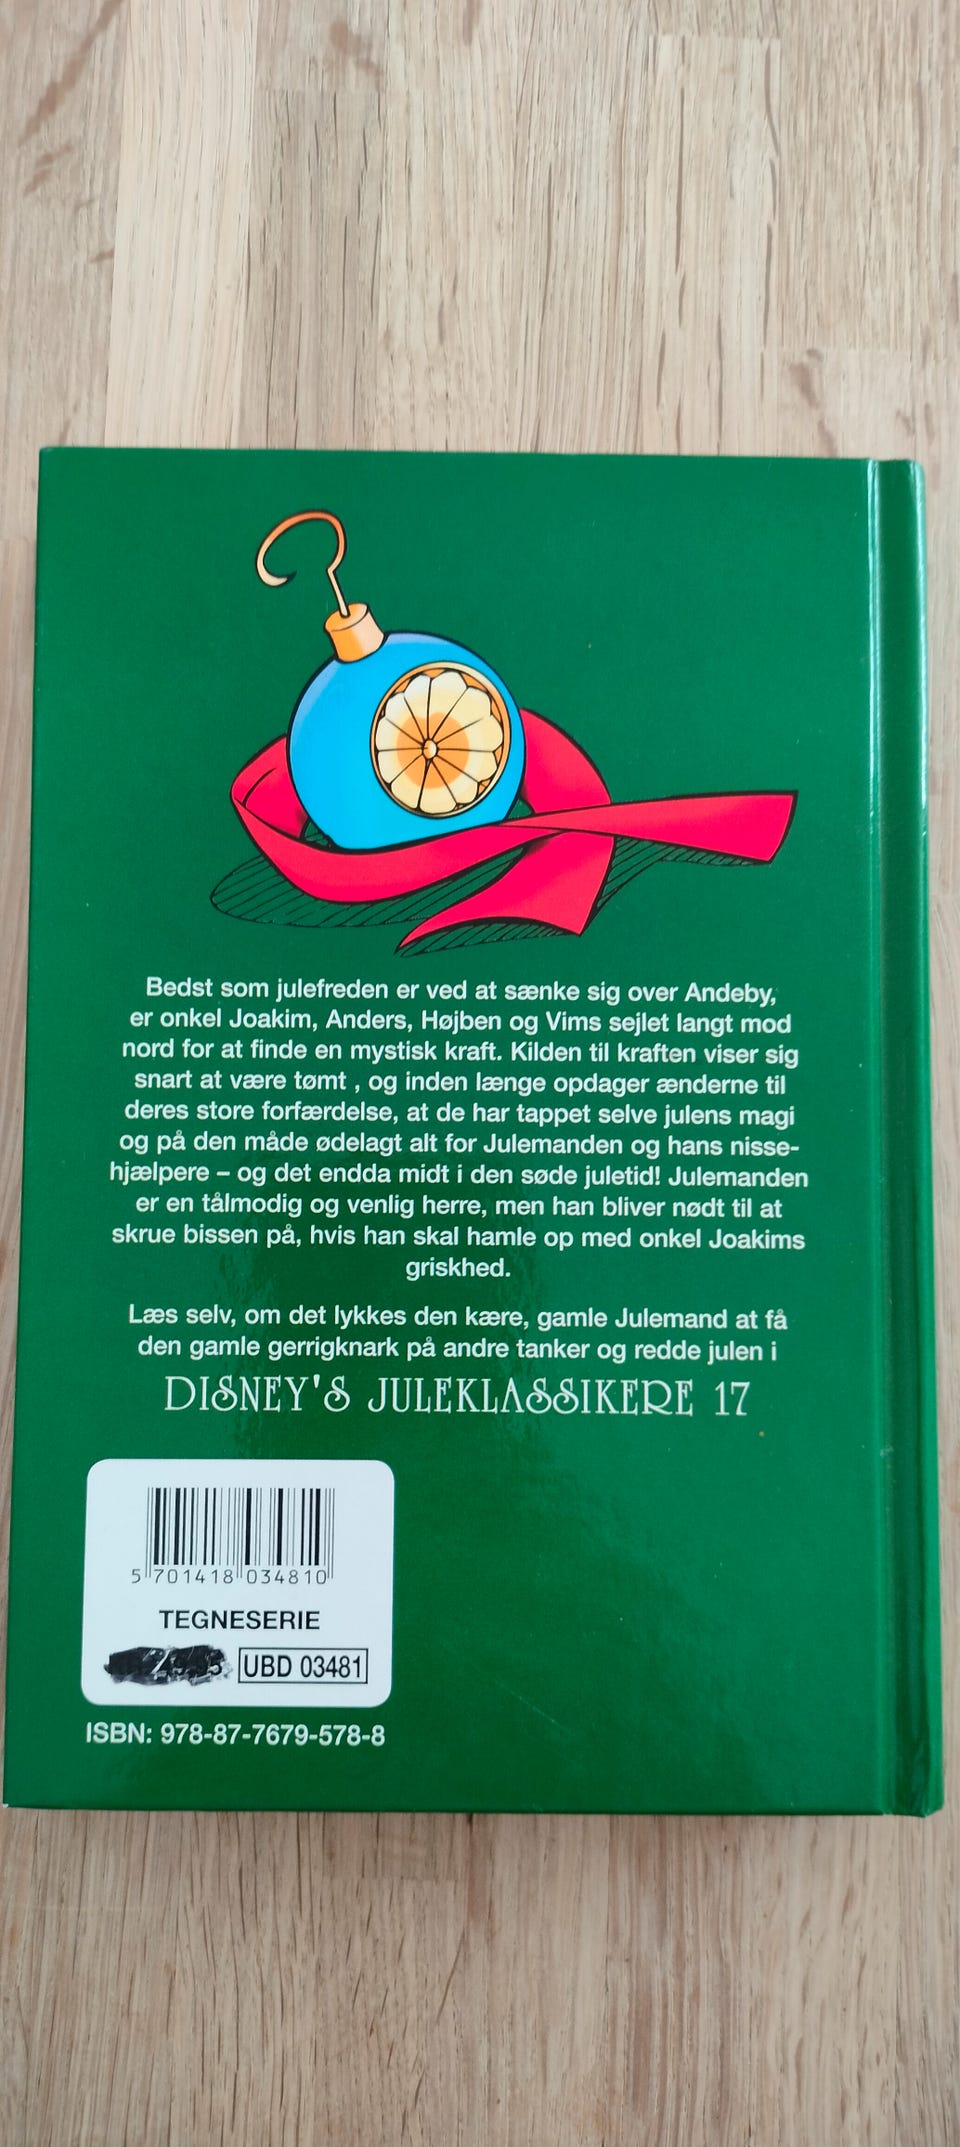 Bedst som julefreden er ved at sænke sig over Andeby,
er onkel Joakim, Anders, Højben og Vims sejlet langt mod
nord for at finde en mystisk kraft. Kilden til kraften viser sig
snart at være tømt , og inden længe opdager ænderne til
deres store forfærdelse, at de har tappet selve julens magi
og på den måde ødelagt alt for Julemanden og hans nisse-
hjælpere – og det endda midt i den søde juletid! Julemanden
er en tålmodig og venlig herre, men han bliver nødt til at
skrue bissen på, hvis han skal hamle op med onkel Joakims
griskhed.
Læs selv, om det lykkes den kære, gamle Julemand at få
den gamle gerrigknark på andre tanker og redde julen i
DISNEY'S JULEKLASSIKERE 17
5 701418 034810
TEGNESERIE
UBD 03481
ISBN: 978-87-7679-578-8